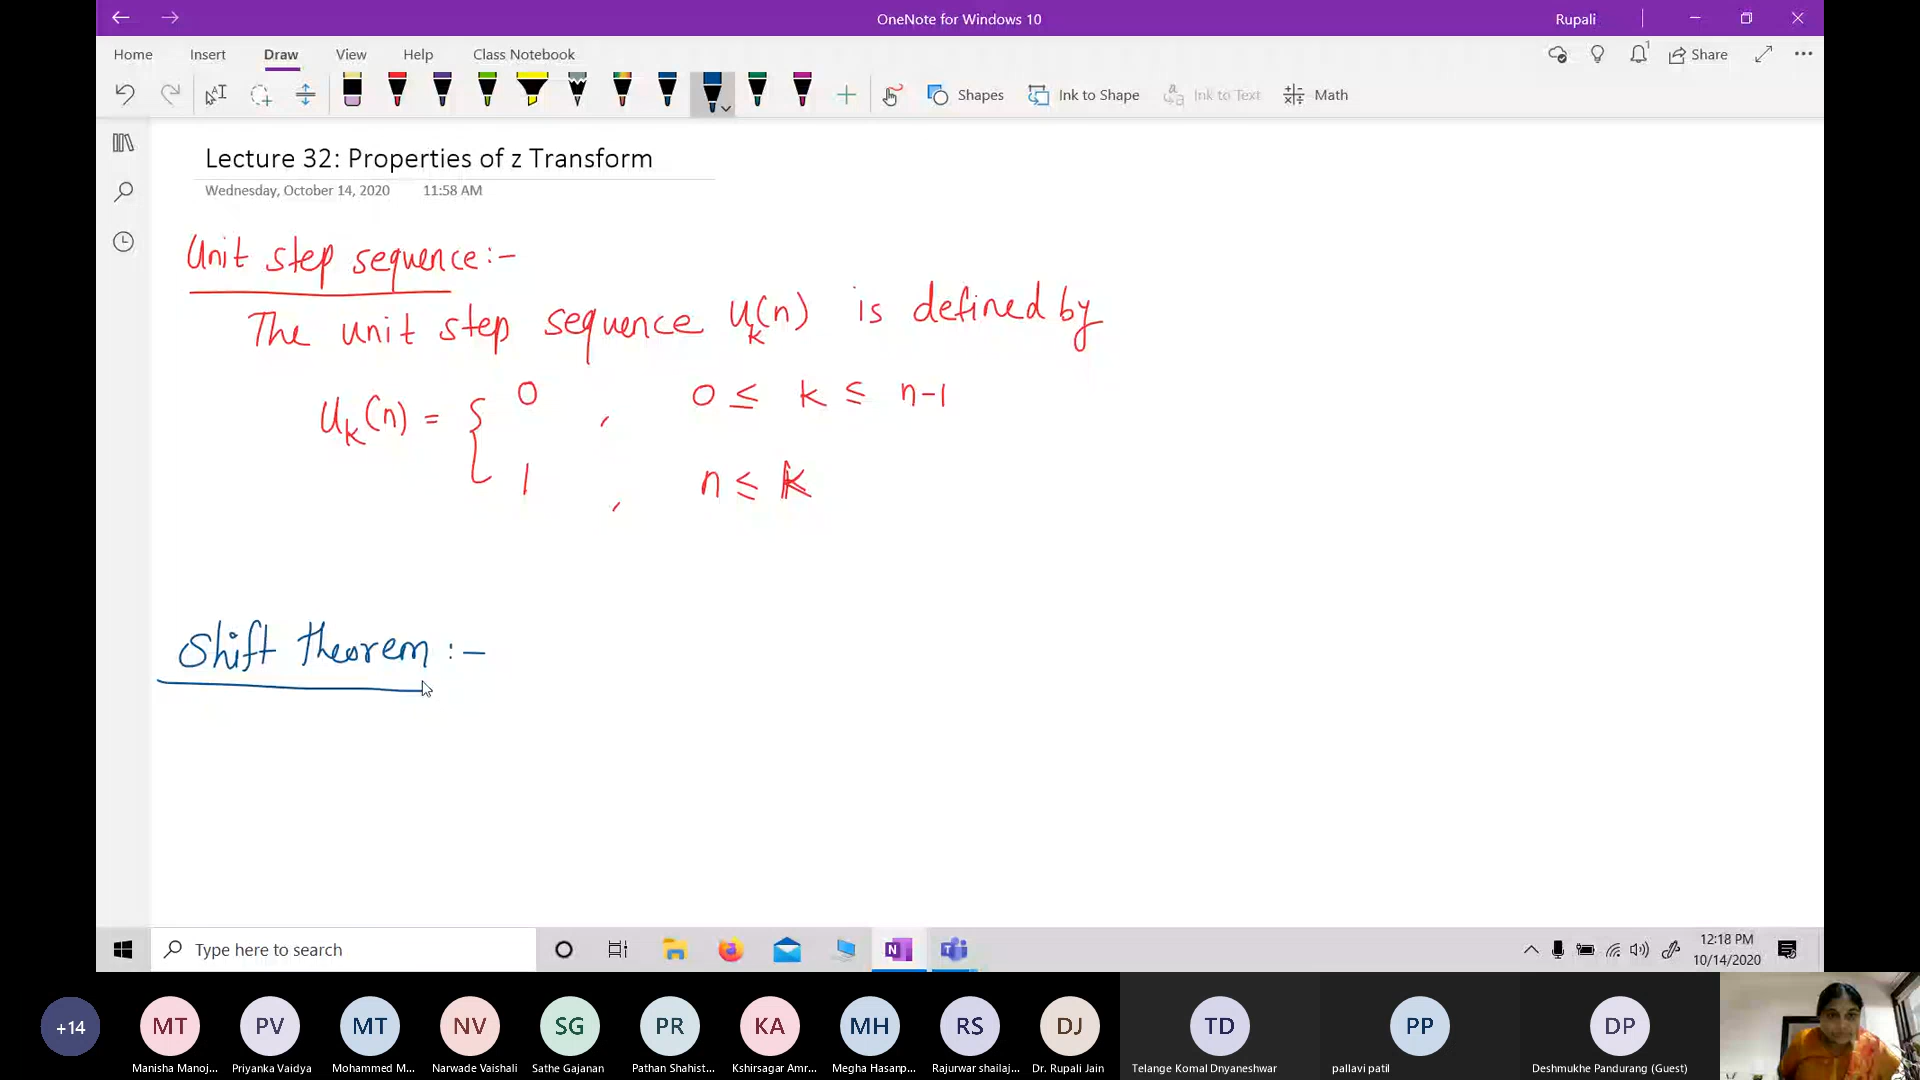 OneNote for Windows 10
Rupali
Home Insert Draw View Help Class Notebook
1 Share
Shapes Ink to Shape Ink to Text Math
Lecture 32: Properties of z Transform
Wednesday, October 14, 2020 11:58 AM
Unit step sequence:-
The unit step sequence u_k(n) is defined by
u_k(n) = { 0 , 0 ≤ k ≤ n-1
1 , n ≤ k
Shift theorem :-
Type here to search
12:18 PM
10/14/2020
+14 MT PV MT NV SG PR KA MH RS DJ TD PP DP
Manisha Manoj... Priyanka Vaidya Mohammed M... Narwade Vaishali Sathe Gajanan Pathan Shahist... Kshirsagar Amr... Megha Hasanp... Rajurwar shailaj... Dr. Rupali Jain Telange Komal Dnyaneshwar pallavi patil Deshmukhe Pandurang (Guest)